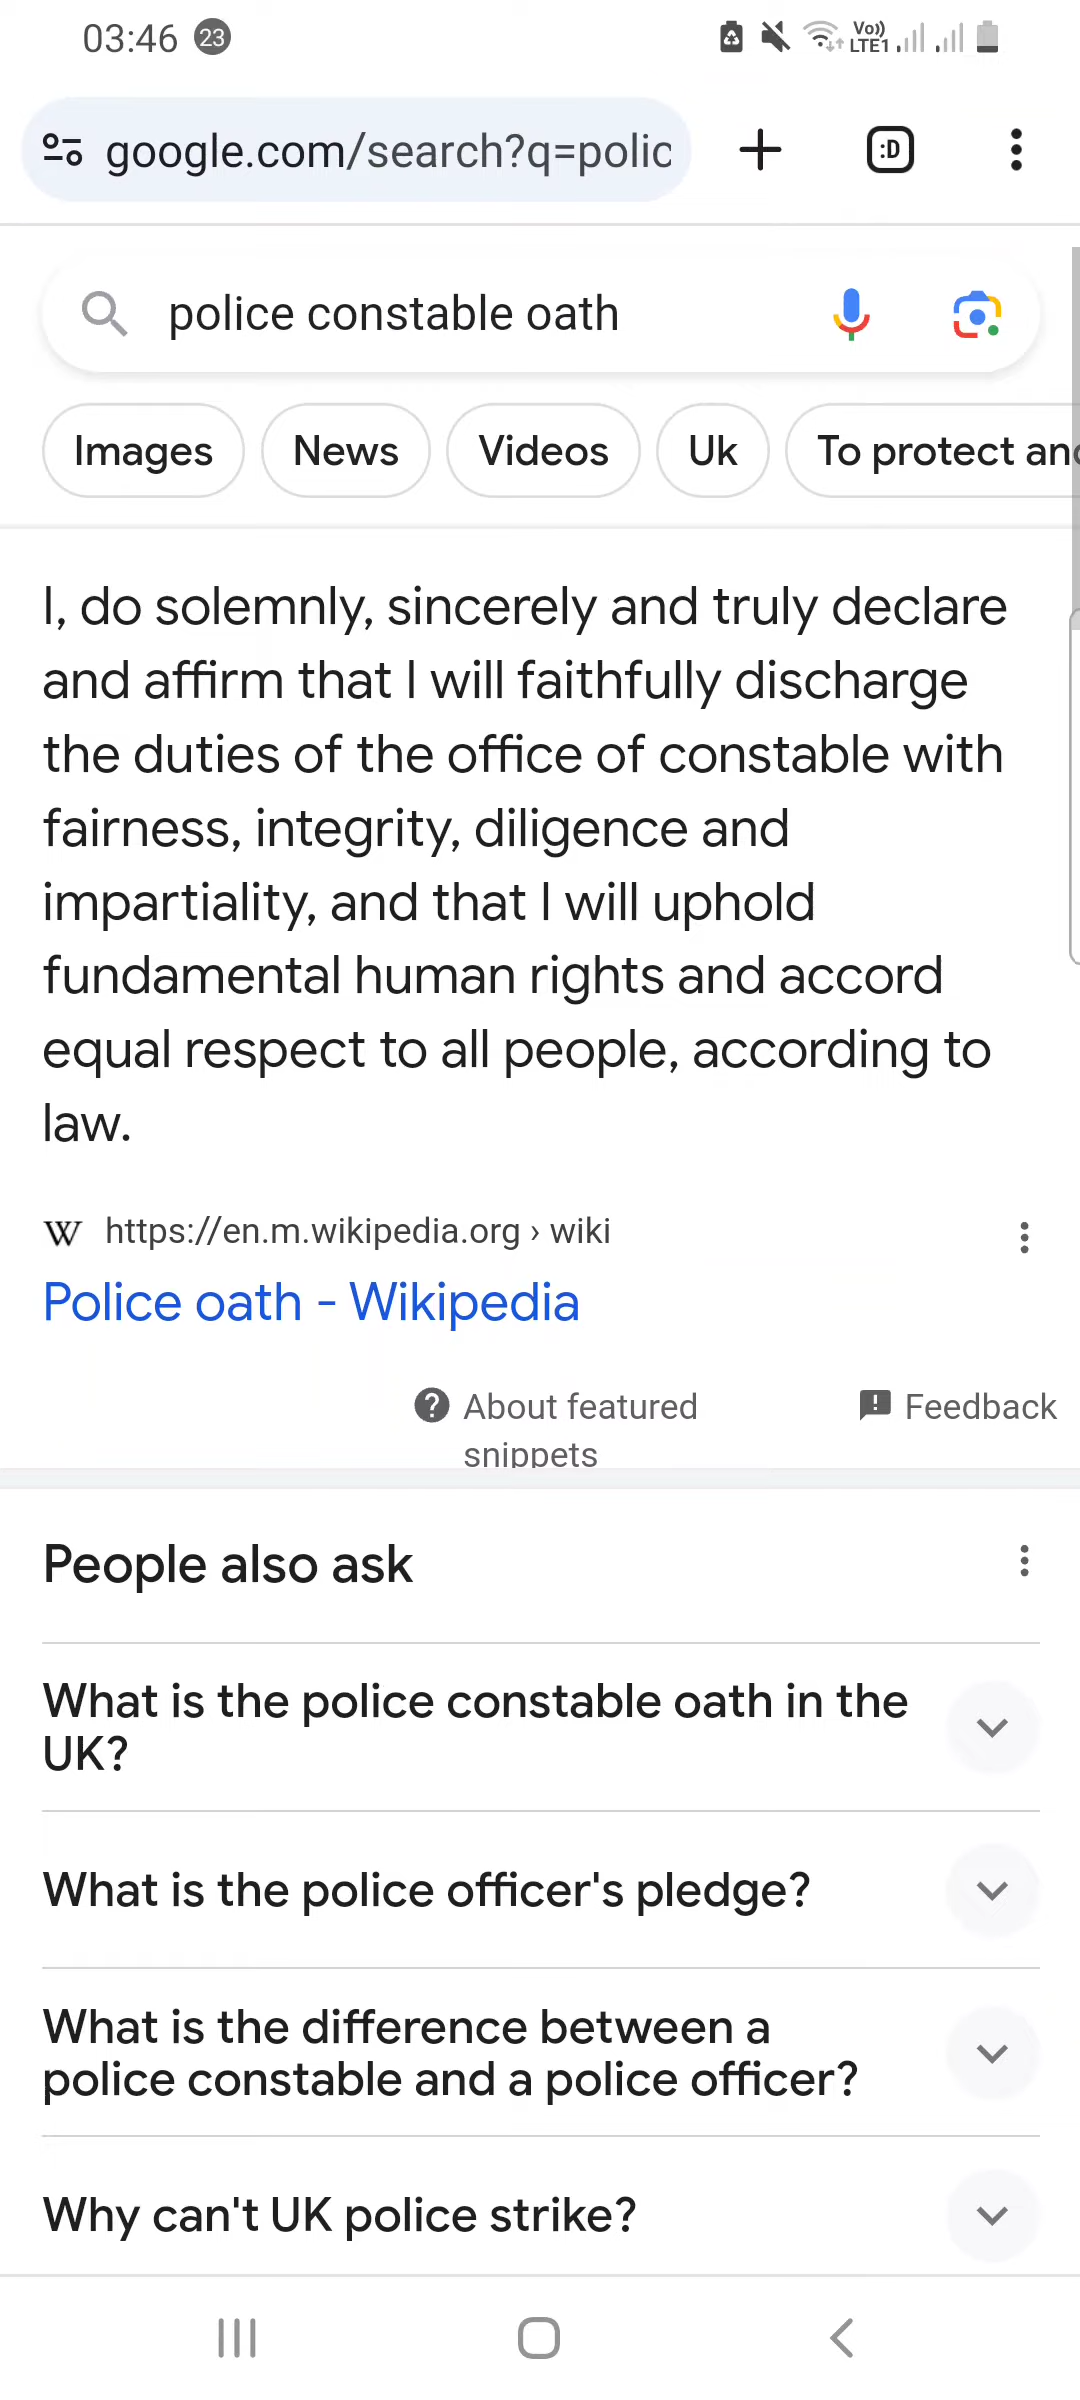 03:46 23 Vo)) LTE1
google.com/search?q=polic :D
police constable oath
Images News Videos Uk To protect and
I, do solemnly, sincerely and truly declare
and affirm that I will faithfully discharge
the duties of the office of constable with
fairness, integrity, diligence and
impartiality, and that I will uphold
fundamental human rights and accord
equal respect to all people, according to
law.
W https://en.m.wikipedia.org › wiki
Police oath - Wikipedia
About featured
snippets
Feedback
People also ask
What is the police constable oath in the
UK?
What is the police officer's pledge?
What is the difference between a
police constable and a police officer?
Why can't UK police strike?